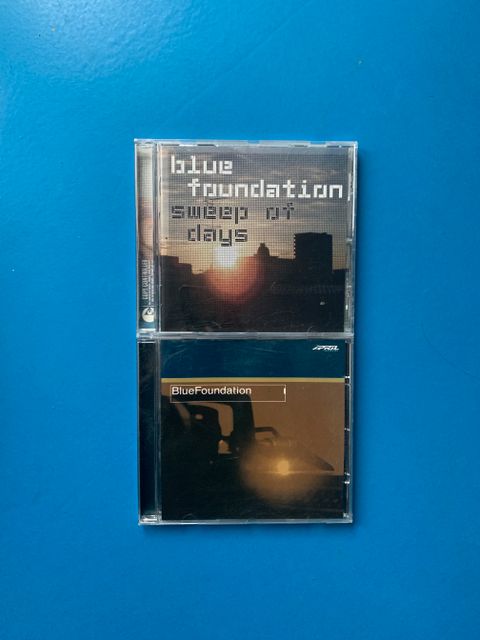 blue
foundation
sweep of
days
BlueFoundation